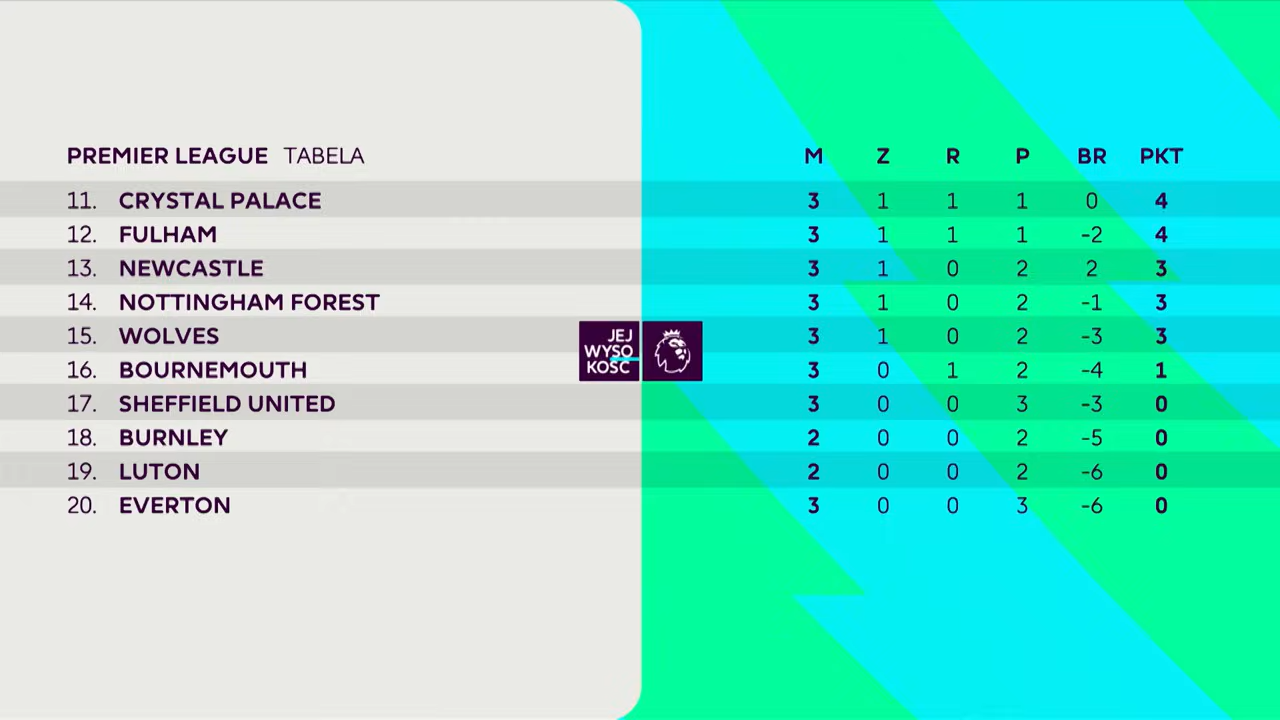 PREMIER LEAGUE TABELA M Z R P BR PKT
11. CRYSTAL PALACE 3 1 1 1 0 4
12. FULHAM 3 1 1 1 -2 4
13. NEWCASTLE 3 1 0 2 2 3
14. NOTTINGHAM FOREST 3 1 0 2 -1 3
15. WOLVES 3 1 0 2 -3 3
JEJ
WYSO
KOŚĆ
16. BOURNEMOUTH 3 0 1 2 -4 1
17. SHEFFIELD UNITED 3 0 0 3 -3 0
18. BURNLEY 2 0 0 2 -5 0
19. LUTON 2 0 0 2 -6 0
20. EVERTON 3 0 0 3 -6 0